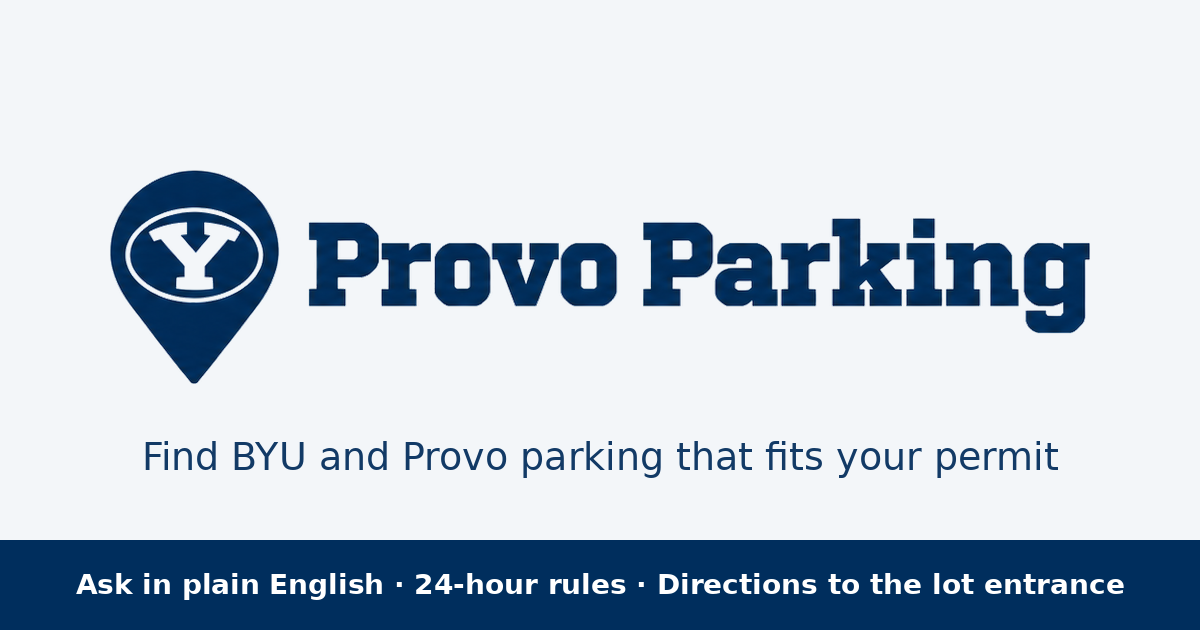 Y Provo Parking
Find BYU and Provo parking that fits your permit
Ask in plain English · 24-hour rules · Directions to the lot entrance